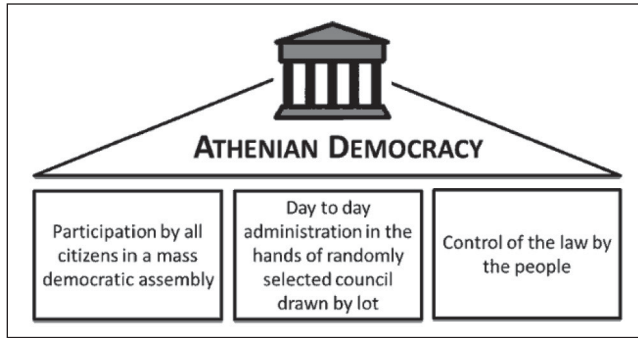 ATHENIAN DEMOCRACY
Participation by all
citizens in a mass
democratic assembly
Day to day
administration in the
hands of randomly
selected council
drawn by lot
Control of the law by
the people